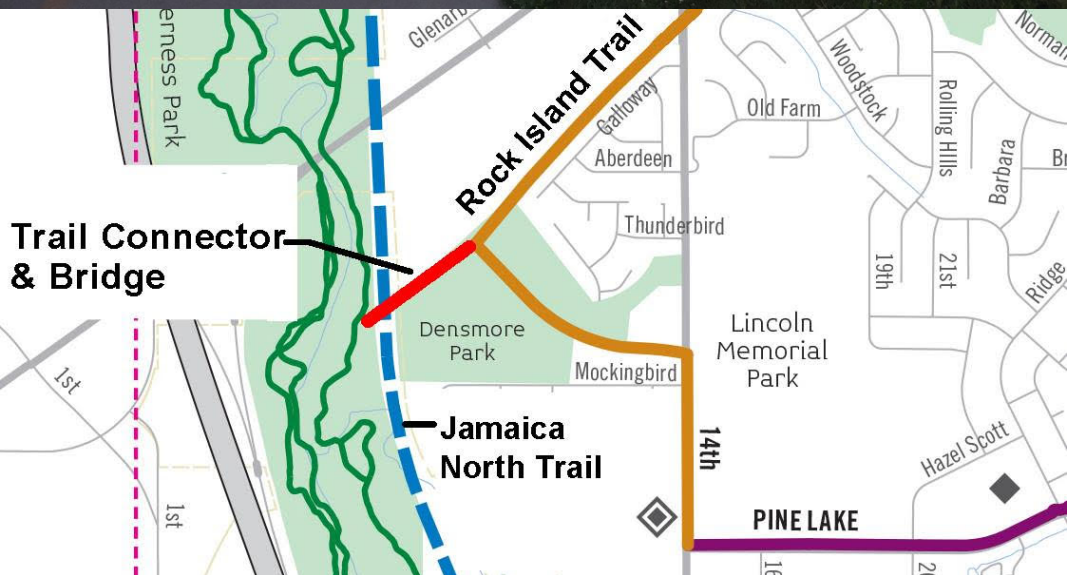 erness Park
Glenarb
Rock Island Trail
Galloway
Aberdeen
Thunderbird
Old Farm
Woodstock
Rolling Hills
Norman
Barbara
Br
19th
21st
Ridge
Trail Connector
& Bridge
Densmore
Park
Mockingbird
Lincoln
Memorial
Park
Jamaica
North Trail
14th
Hazel Scott
PINE LAKE
1st
1st
16
20